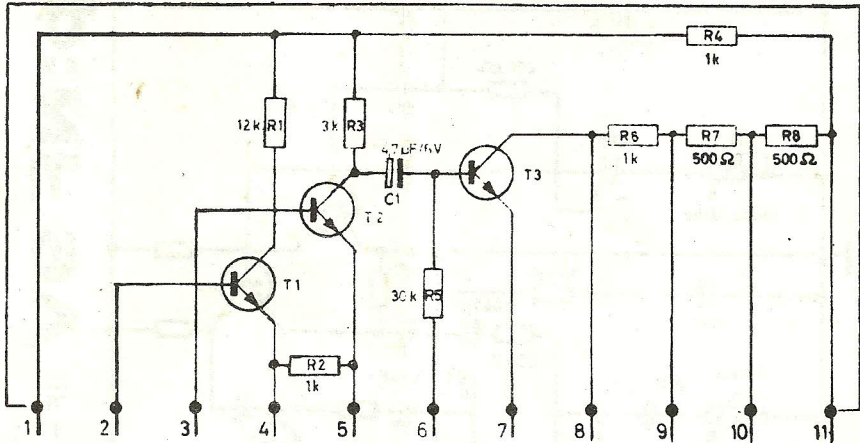 R4
1k
12k R1
3k R3
4,7µF/6V
C1
R6
1k
R7
500Ω
R8
500Ω
T3
T2
T1
30k R5
R2
1k
1 2 3 4 5 6 7 8 9 10 11